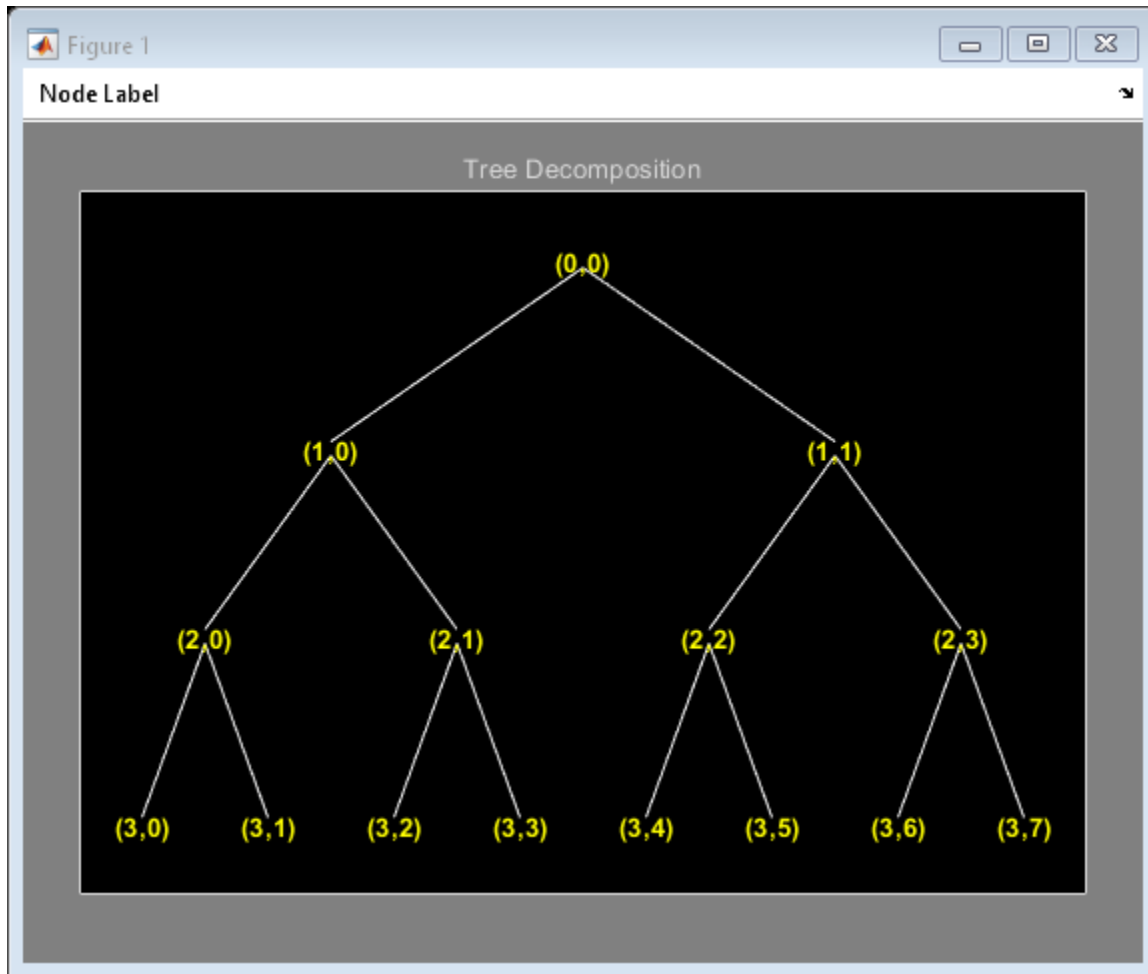 Figure 1
Node Label
Tree Decomposition
(0,0)
(1,0) (1,1)
(2,0) (2,1) (2,2) (2,3)
(3,0) (3,1) (3,2) (3,3) (3,4) (3,5) (3,6) (3,7)